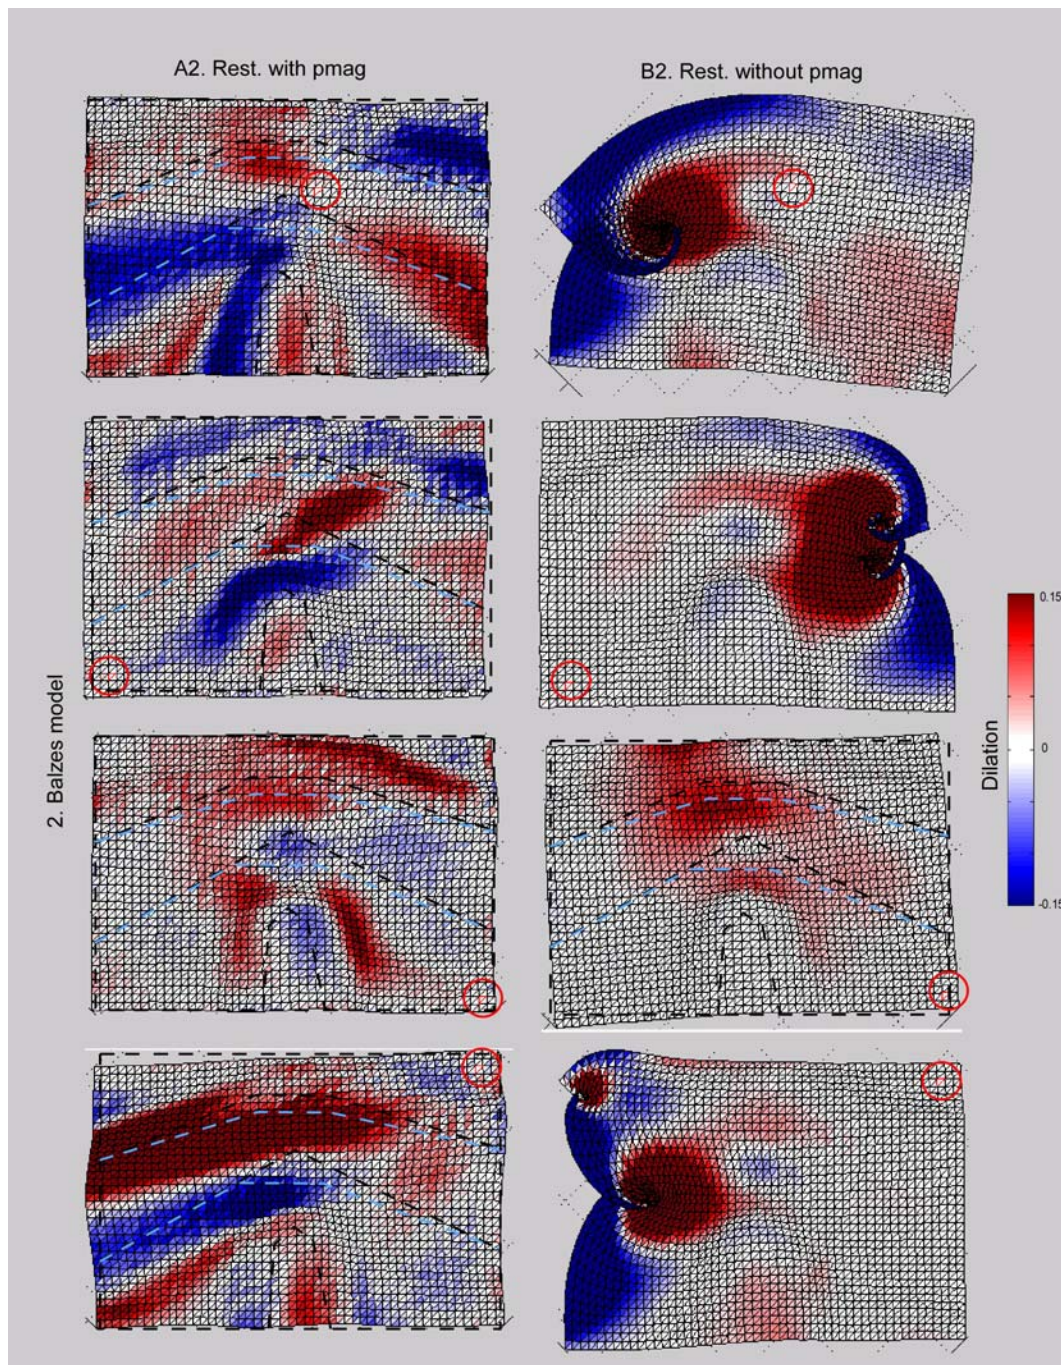 A2. Rest. with pmag
B2. Rest. without pmag
2. Balzes model
Dilation
0.15
0
-0.15